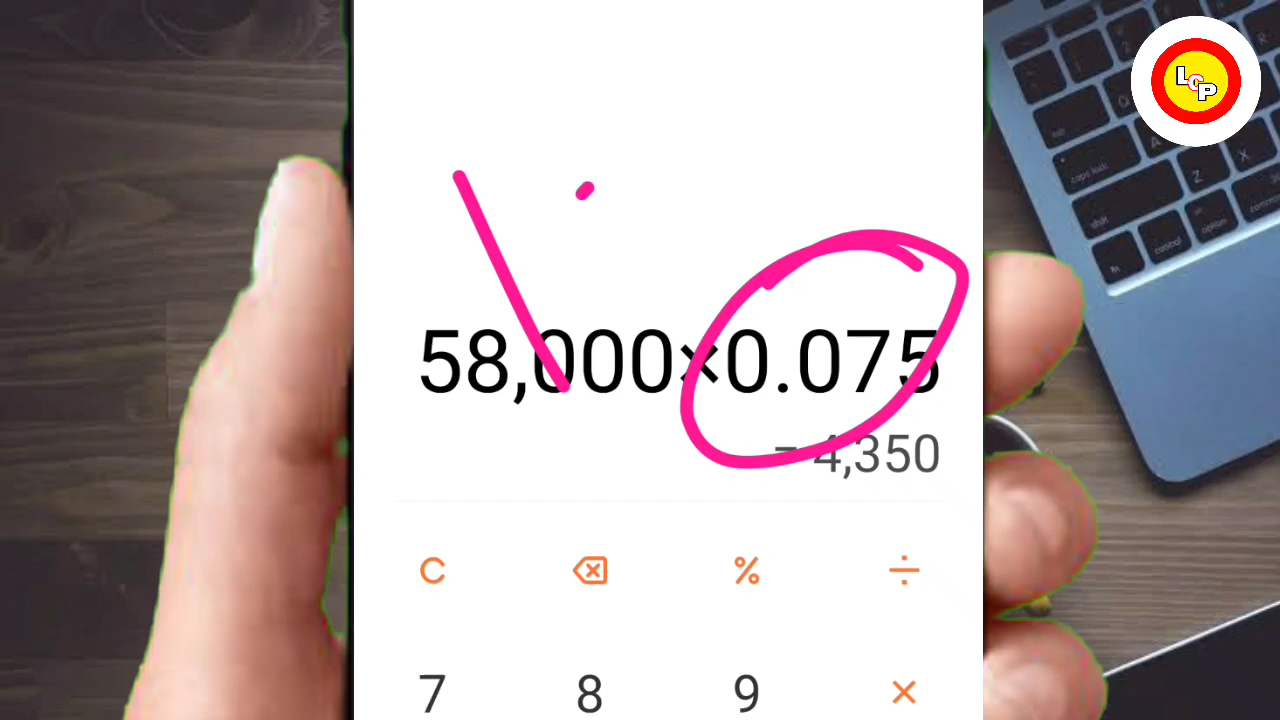 LCP
58,000×0.075
= 4,350
C % ÷
7 8 9 ×